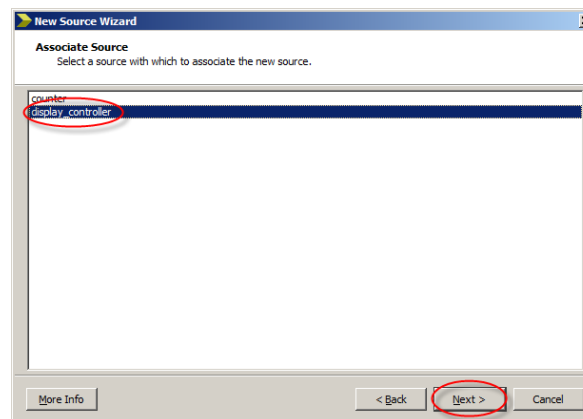 New Source Wizard
Associate Source
Select a source with which to associate the new source.
counter
display_controller
More Info
< Back
Next >
Cancel